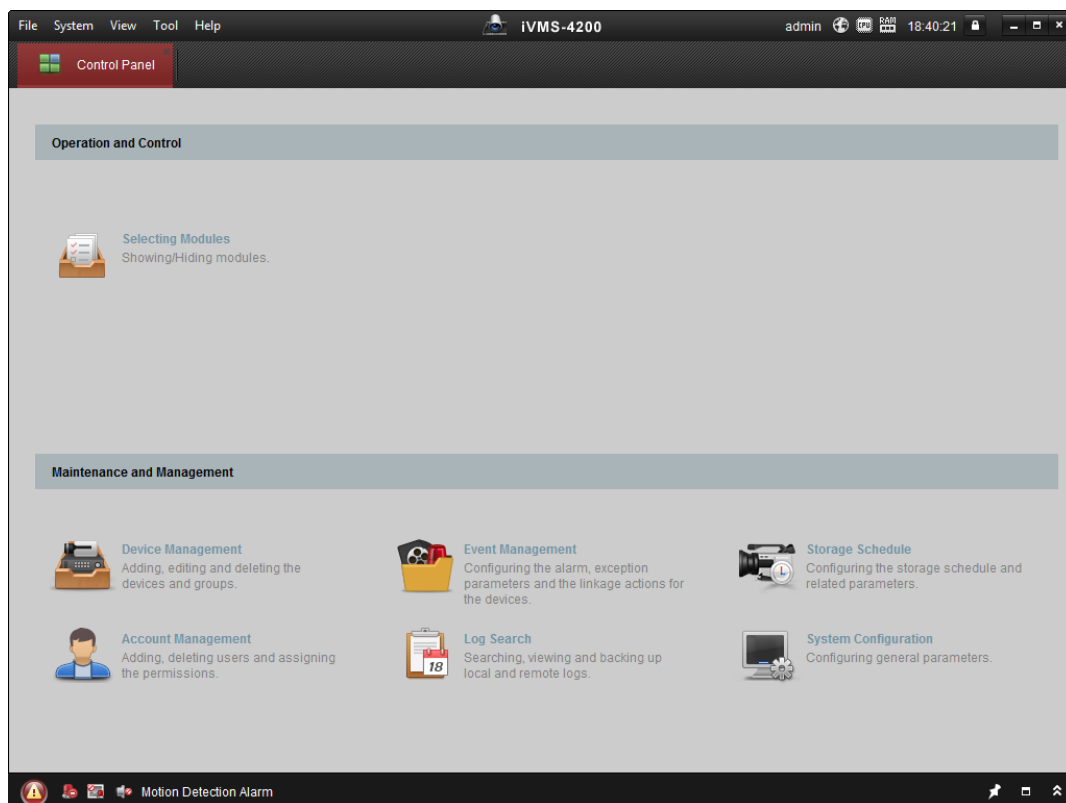 File System View Tool Help iVMS-4200 admin CPU RAM 18:40:21
Control Panel
Operation and Control
Selecting Modules
Showing/Hiding modules.
Maintenance and Management
Device Management
Adding, editing and deleting the
devices and groups.
Event Management
Configuring the alarm, exception
parameters and the linkage actions for
the devices.
Storage Schedule
Configuring the storage schedule and
related parameters.
Account Management
Adding, deleting users and assigning
the permissions.
18
Log Search
Searching, viewing and backing up
local and remote logs.
System Configuration
Configuring general parameters.
Motion Detection Alarm